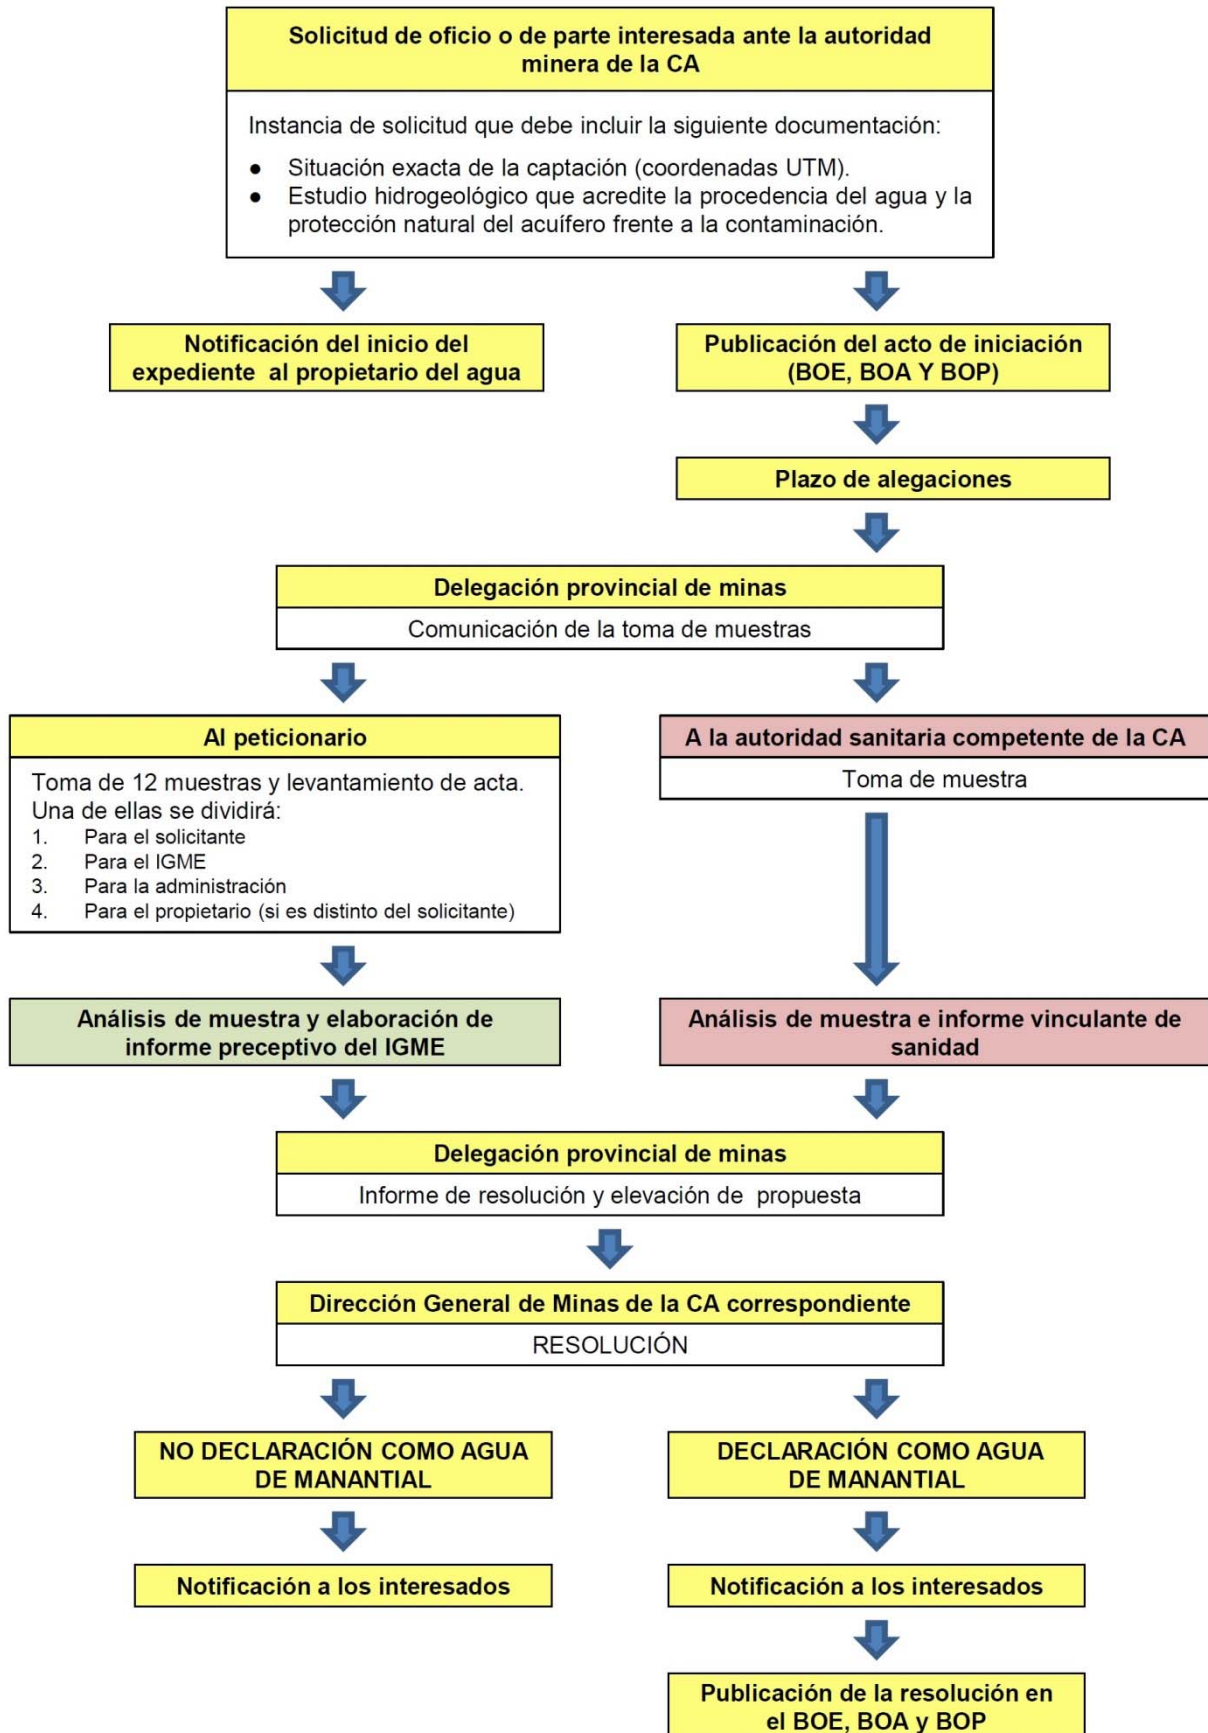 Solicitud de oficio o de parte interesada ante la autoridad
minera de la CA
Instancia de solicitud que debe incluir la siguiente documentación:
● Situación exacta de la captación (coordenadas UTM).
● Estudio hidrogeológico que acredite la procedencia del agua y la
protección natural del acuífero frente a la contaminación.
Notificación del inicio del
expediente al propietario del agua
Publicación del acto de iniciación
(BOE, BOA Y BOP)
Plazo de alegaciones
Delegación provincial de minas
Comunicación de la toma de muestras
Al peticionario
Toma de 12 muestras y levantamiento de acta.
Una de ellas se dividirá:
1. Para el solicitante
2. Para el IGME
3. Para la administración
4. Para el propietario (si es distinto del solicitante)
A la autoridad sanitaria competente de la CA
Toma de muestra
Análisis de muestra y elaboración de
informe preceptivo del IGME
Análisis de muestra e informe vinculante de
sanidad
Delegación provincial de minas
Informe de resolución y elevación de propuesta
Dirección General de Minas de la CA correspondiente
RESOLUCIÓN
NO DECLARACIÓN COMO AGUA
DE MANANTIAL
DECLARACIÓN COMO AGUA
DE MANANTIAL
Notificación a los interesados
Notificación a los interesados
Publicación de la resolución en
el BOE, BOA y BOP